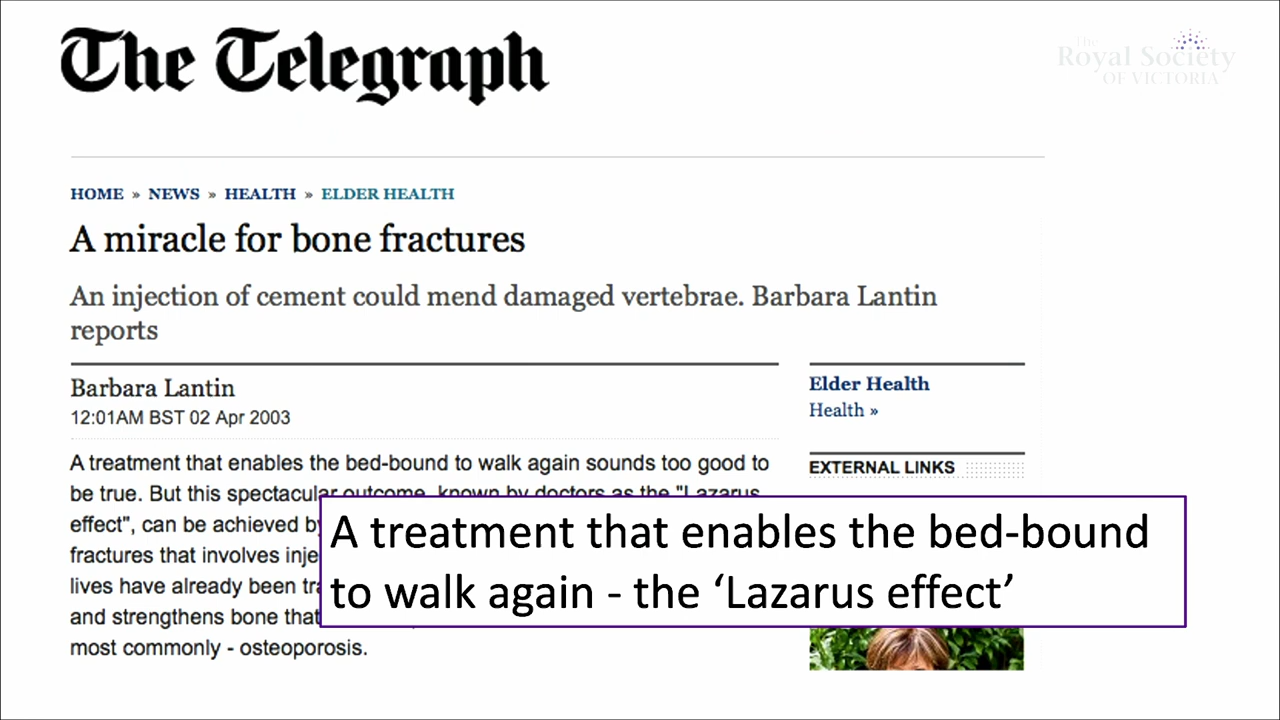 The Telegraph
The
Royal Society
OF VICTORIA
HOME » NEWS » HEALTH » ELDER HEALTH
A miracle for bone fractures
An injection of cement could mend damaged vertebrae. Barbara Lantin
reports
Barbara Lantin
12:01AM BST 02 Apr 2003
A treatment that enables the bed-bound to walk again sounds too good to
be true. But this spectacular outcome, known by doctors as the "Lazarus
effect", can be achieved
fractures that involves
lives have already been
and strengthens bone that
most commonly - osteoporosis.
Elder Health
Health »
EXTERNAL LINKS
A treatment that enables the bed-bound
to walk again - the ‘Lazarus effect’